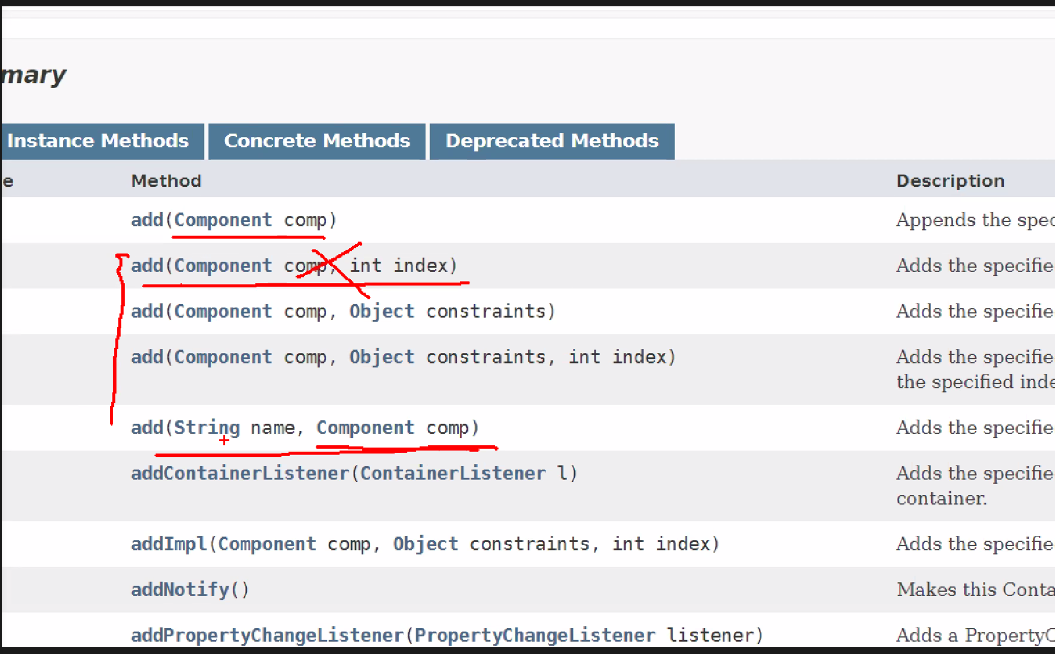 mary
Instance Methods Concrete Methods Deprecated Methods
e Method Description
add(Component comp) Appends the spec
add(Component comp, int index) Adds the specifie
add(Component comp, Object constraints) Adds the specifie
add(Component comp, Object constraints, int index) Adds the specifie
the specified inde
add(String name, Component comp) Adds the specifie
addContainerListener(ContainerListener l) Adds the specifie
container.
addImpl(Component comp, Object constraints, int index) Adds the specifie
addNotify() Makes this Conta
addPropertyChangeListener(PropertyChangeListener listener) Adds a PropertyC